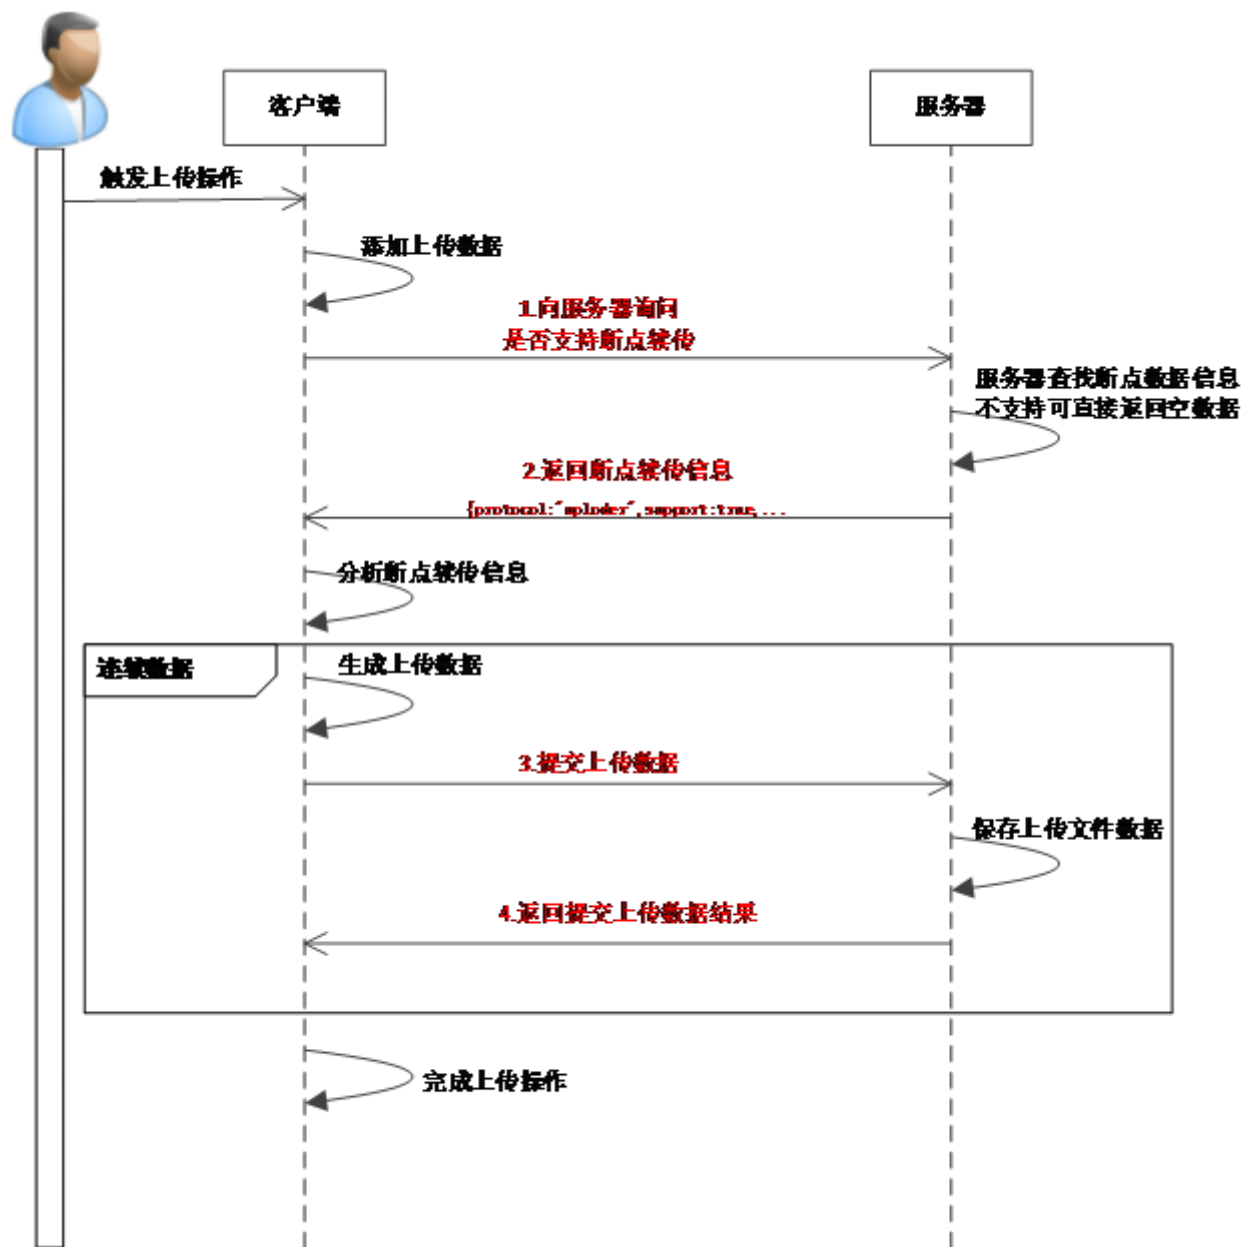 客户端
服务器
触发上传操作
添加上传数据
1.向服务器询问
是否支持断点续传
服务器查找断点数据信息
不支持可直接返回空数据
2.返回断点续传信息
{protocol:"uploder",support:true,...
分析断点续传信息
连续数据
生成上传数据
3.提交上传数据
保存上传文件数据
4.返回提交上传数据结果
完成上传操作